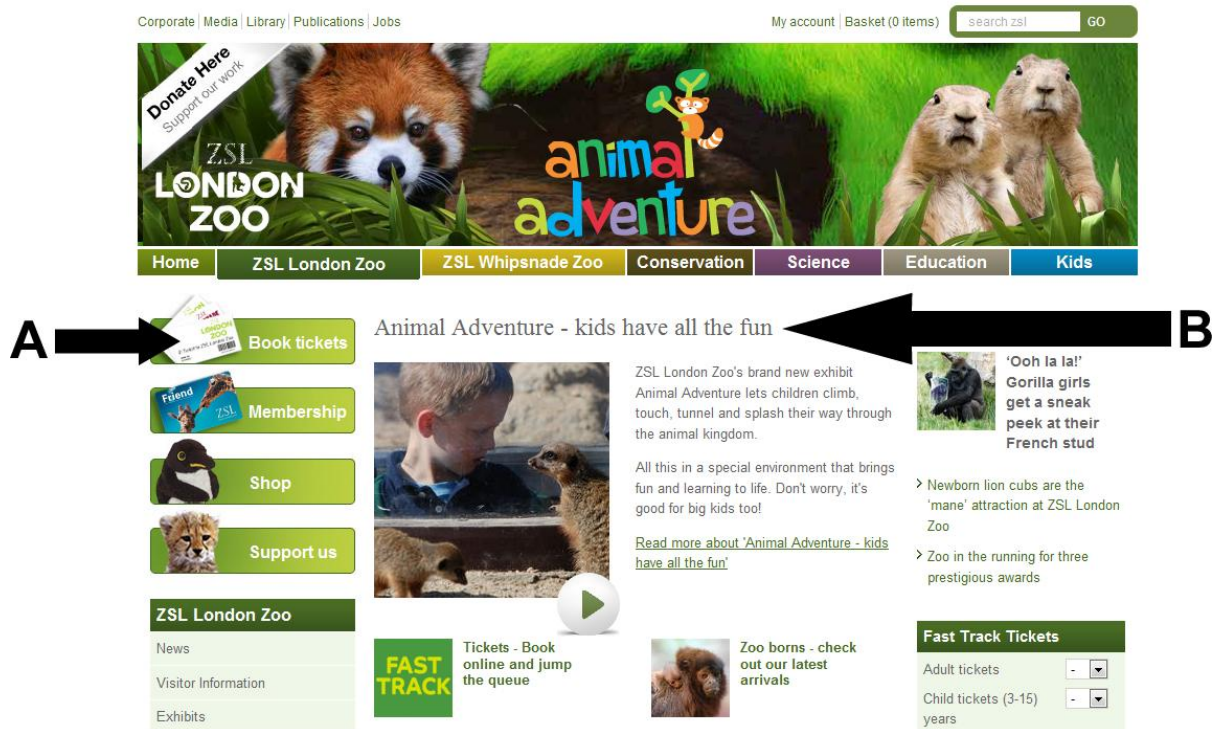 Corporate | Media | Library | Publications | Jobs
My account | Basket (0 items)
search zsl
GO
Donate Here
Support our work
ZSL
LONDON
ZOO
animal
adventure
Home
ZSL London Zoo
ZSL Whipsnade Zoo
Conservation
Science
Education
Kids
A
LONDON
ZOO
Book tickets
Friend
ZSL
Membership
Shop
Support us
ZSL London Zoo
News
Visitor Information
Exhibits
Animal Adventure - kids have all the fun
B
ZSL London Zoo's brand new exhibit
Animal Adventure lets children climb,
touch, tunnel and splash their way through
the animal kingdom.
All this in a special environment that brings
fun and learning to life. Don't worry, it's
good for big kids too!
Read more about 'Animal Adventure - kids
have all the fun'
FAST
TRACK
Tickets - Book
online and jump
the queue
Zoo borns - check
out our latest
arrivals
‘Ooh la la!’
Gorilla girls
get a sneak
peek at their
French stud
Newborn lion cubs are the
‘mane’ attraction at ZSL London
Zoo
Zoo in the running for three
prestigious awards
Fast Track Tickets
Adult tickets
-
Child tickets (3-15)
years
-